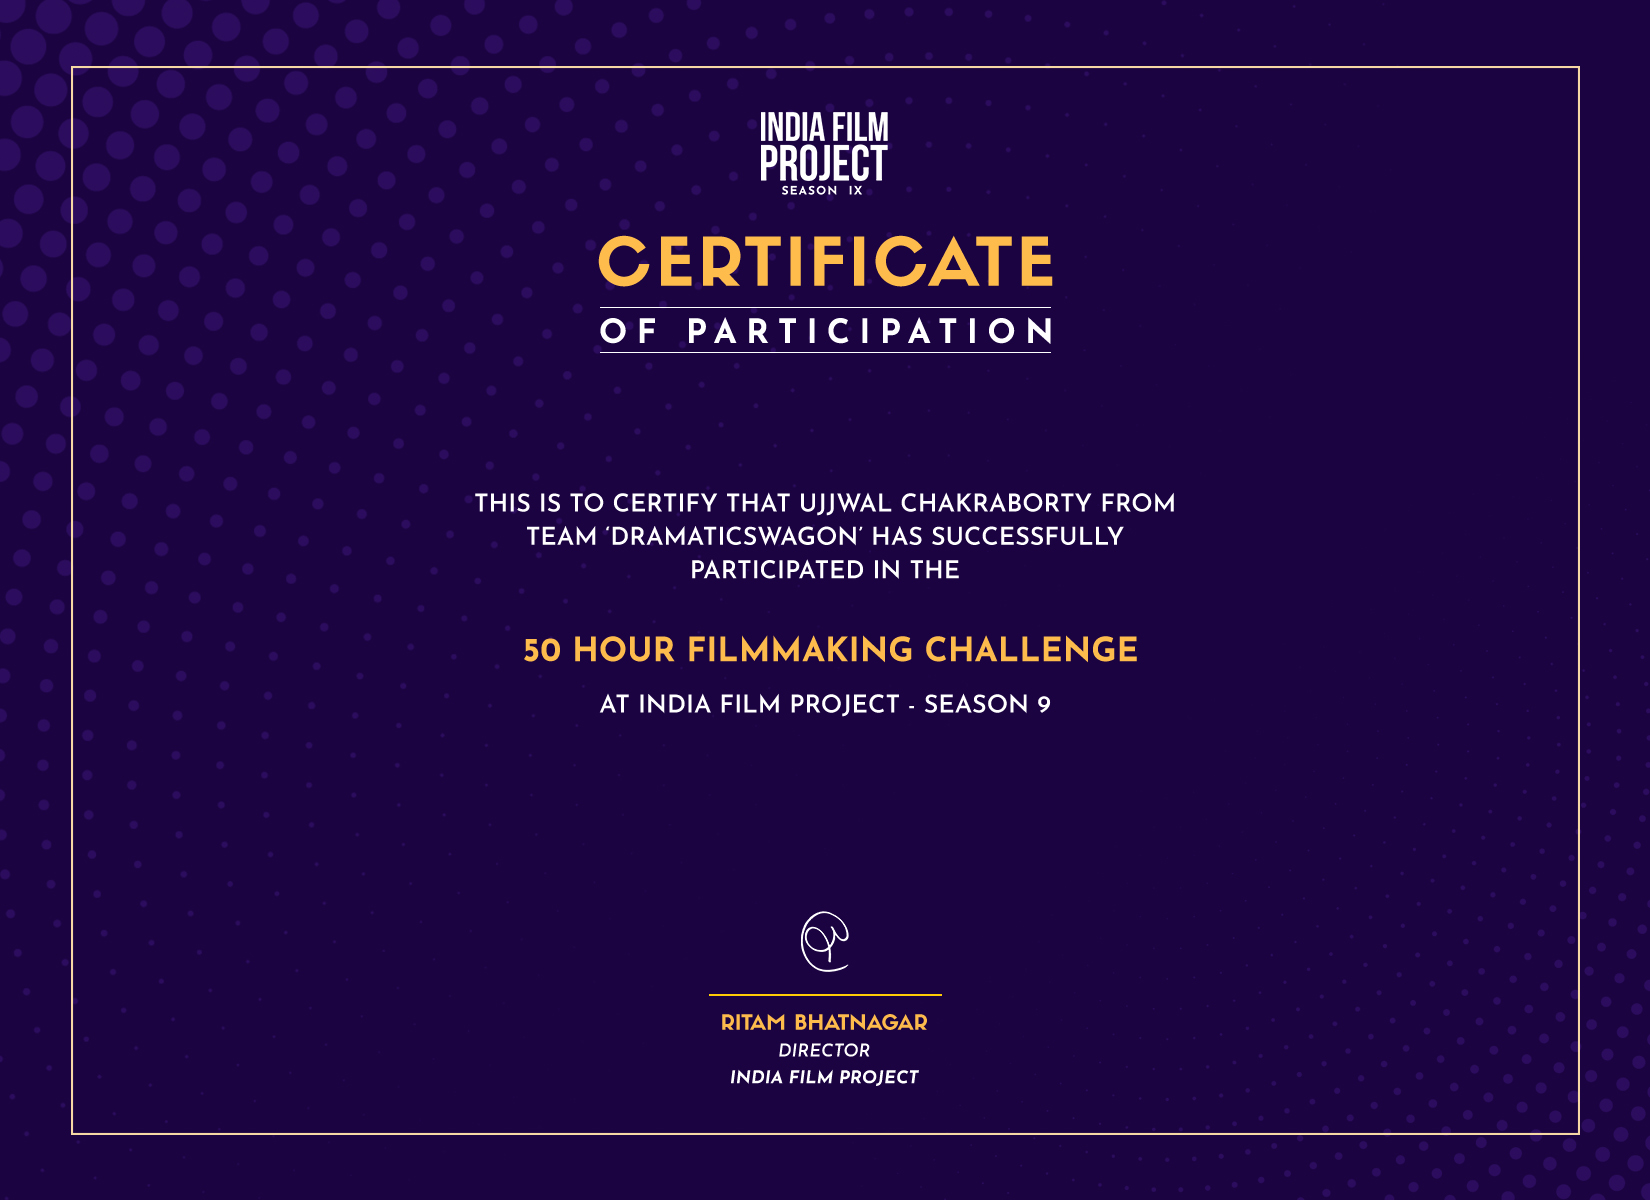 INDIA FILM
PROJECT
SEASON IX
CERTIFICATE
OF PARTICIPATION
THIS IS TO CERTIFY THAT UJJWAL CHAKRABORTY FROM
TEAM ‘DRAMATICSWAGON’ HAS SUCCESSFULLY
PARTICIPATED IN THE
50 HOUR FILMMAKING CHALLENGE
AT INDIA FILM PROJECT - SEASON 9
RITAM BHATNAGAR
DIRECTOR
INDIA FILM PROJECT